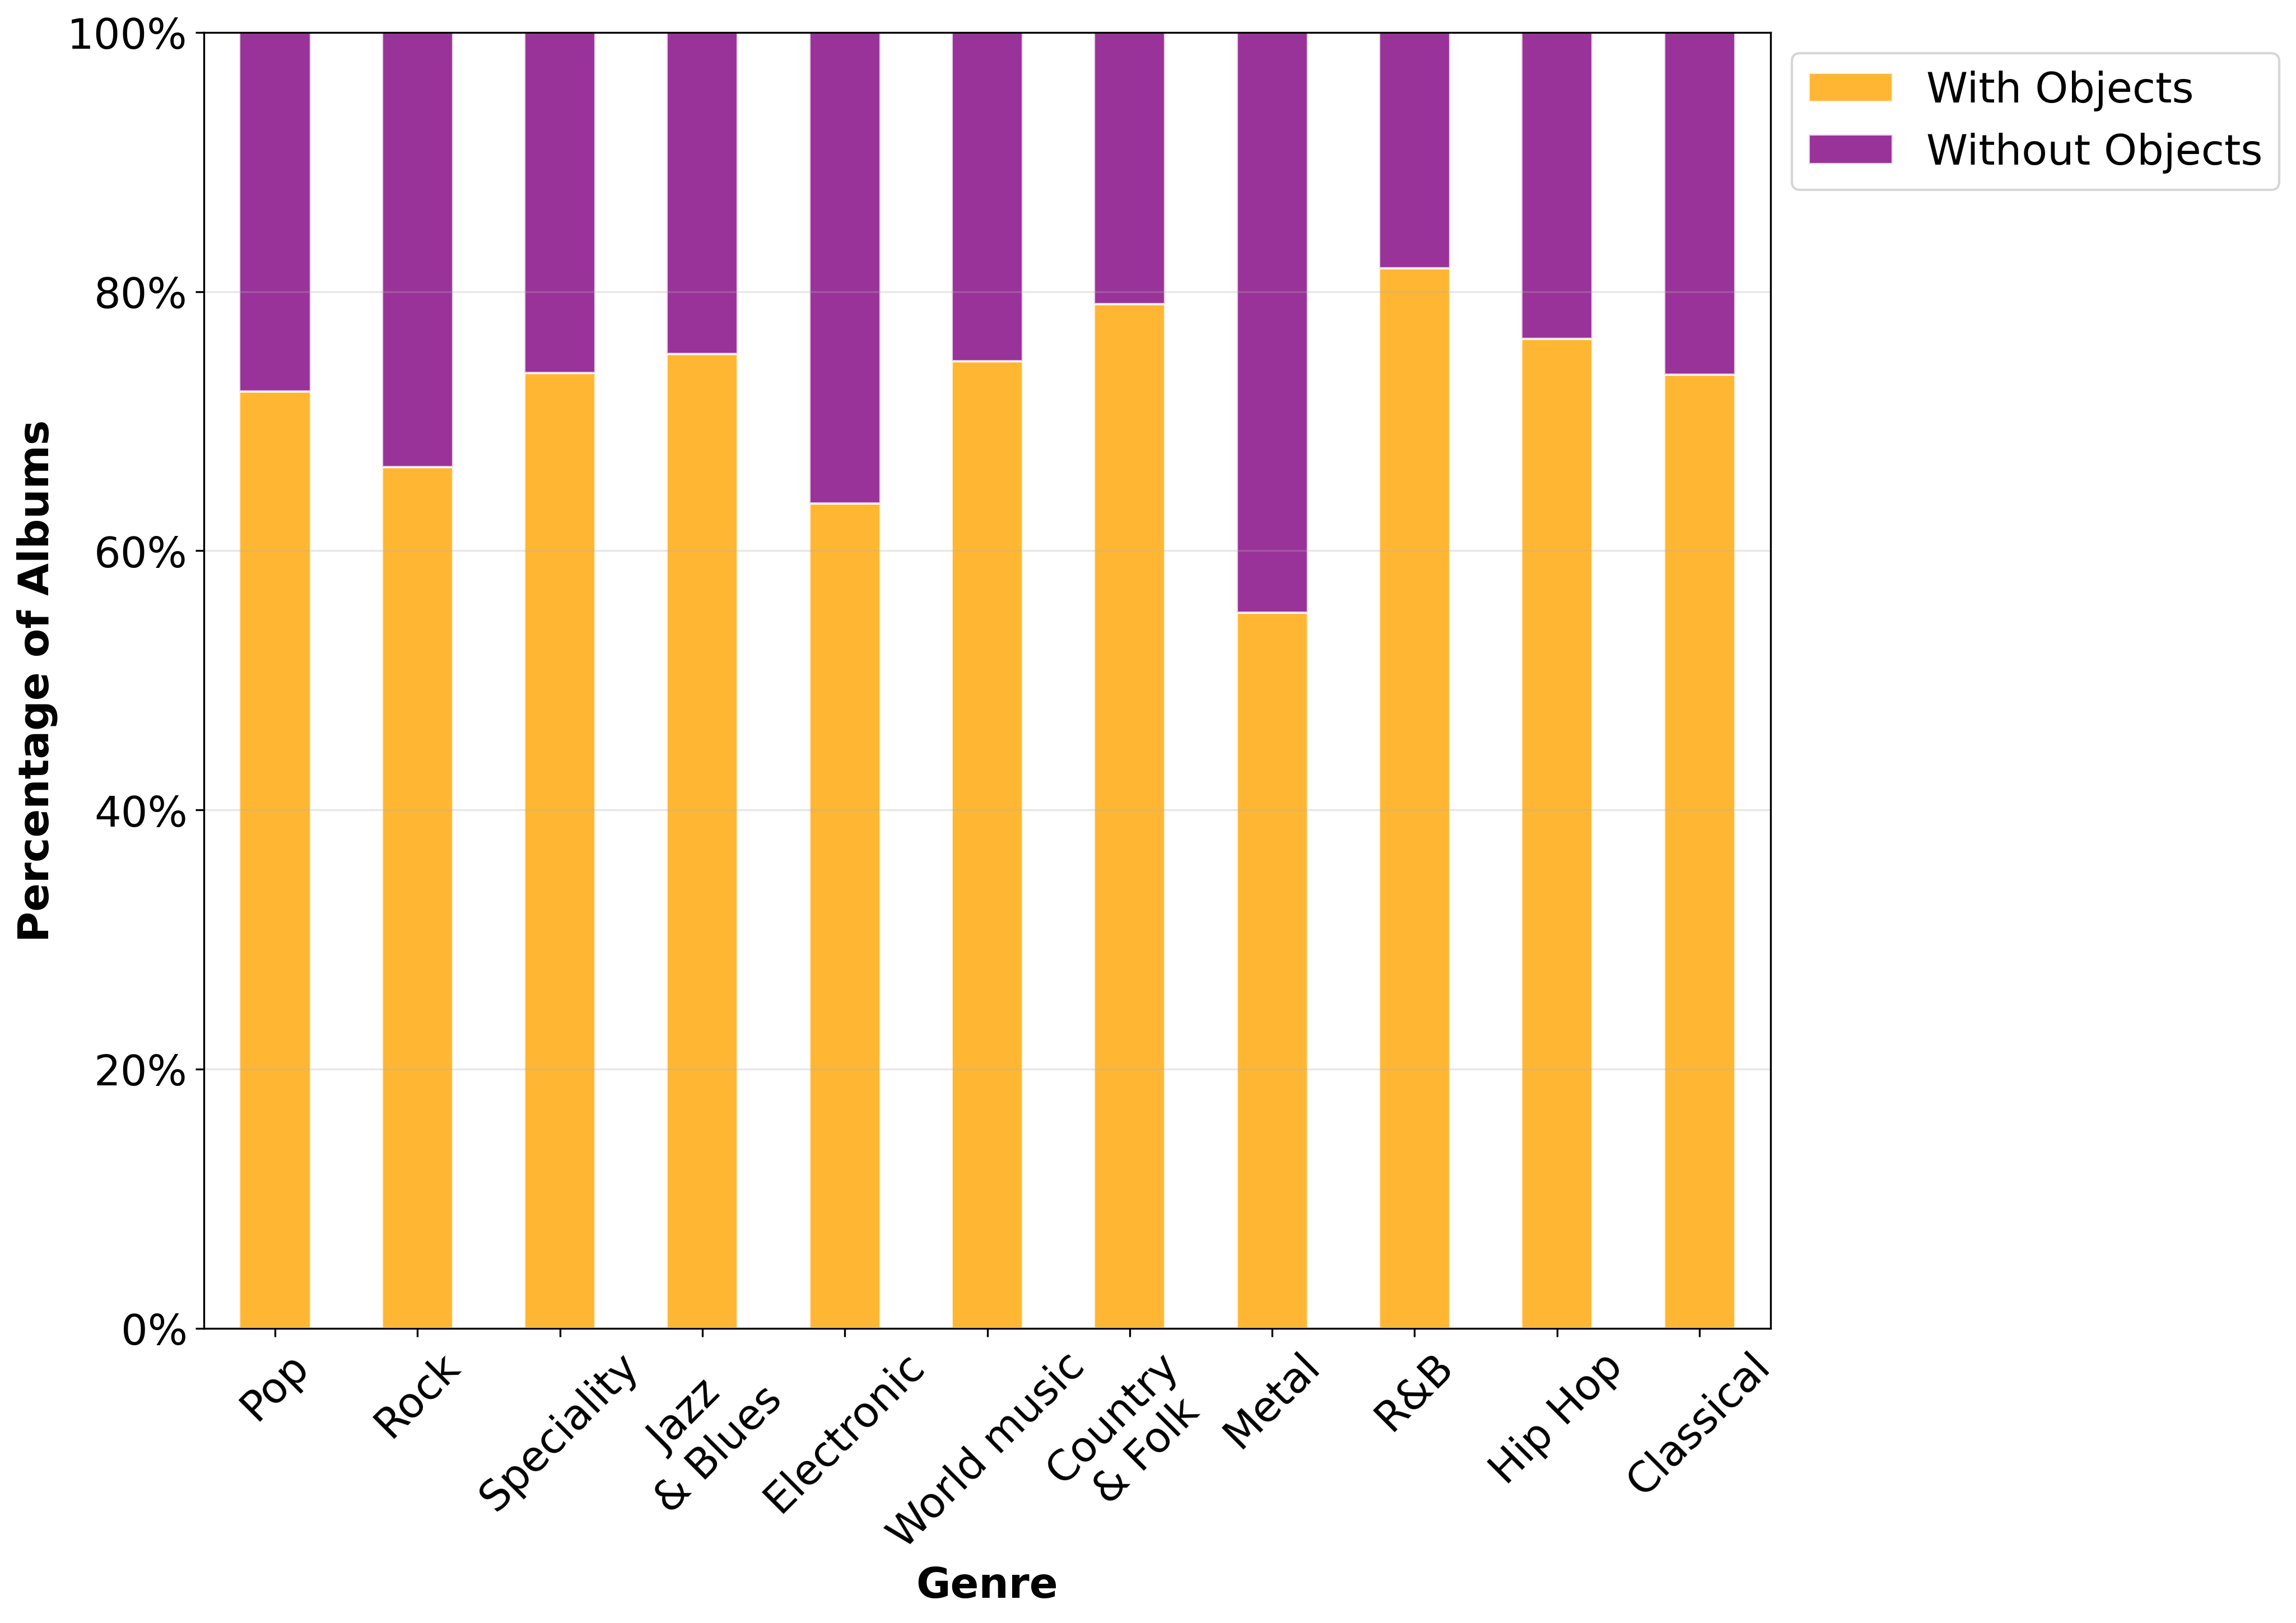 100%
80%
60%
40%
20%
0%
Percentage of Albums
With Objects
Without Objects
Pop
Rock
Speciality
Jazz
& Blues
Electronic
World music
Country
& Folk
Metal
R&B
Hip Hop
Classical
Genre